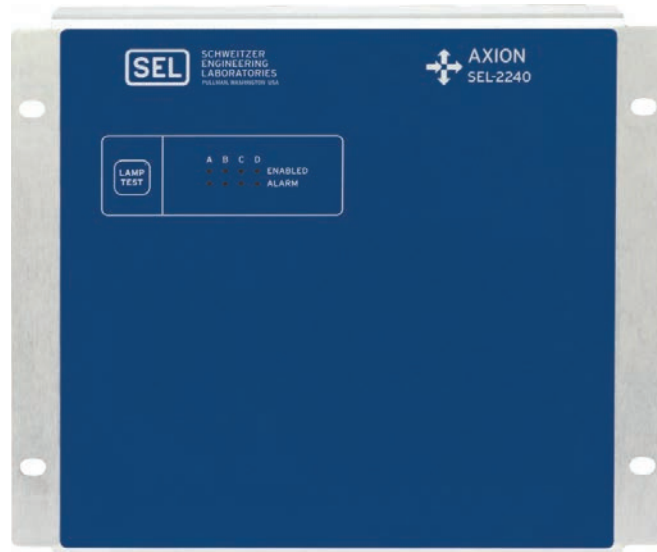 SEL
SCHWEITZER
ENGINEERING
LABORATORIES
PULLMAN, WASHINGTON USA
AXION
SEL-2240
LAMP
TEST
A B C D
ENABLED
ALARM